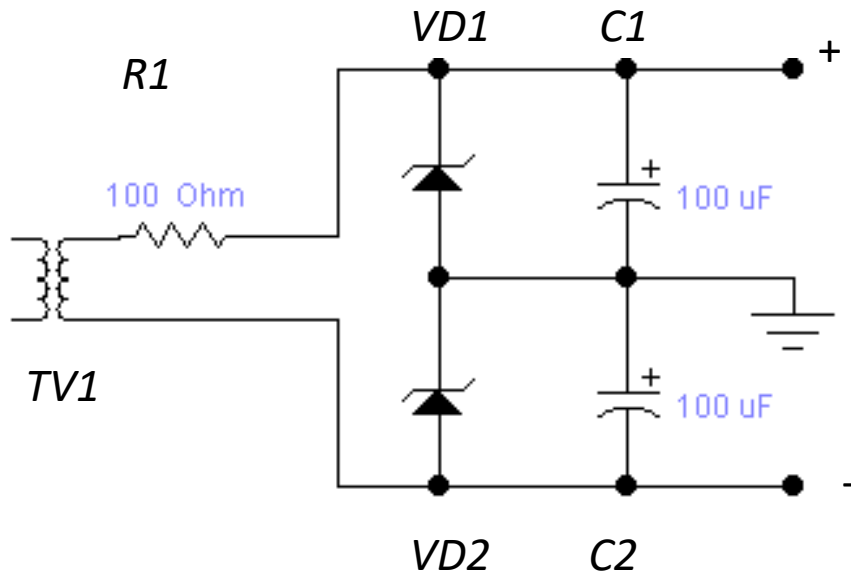 VD1
C1
R1
+
100 Ohm
+
100 uF
TV1
+
100 uF
-
VD2
C2